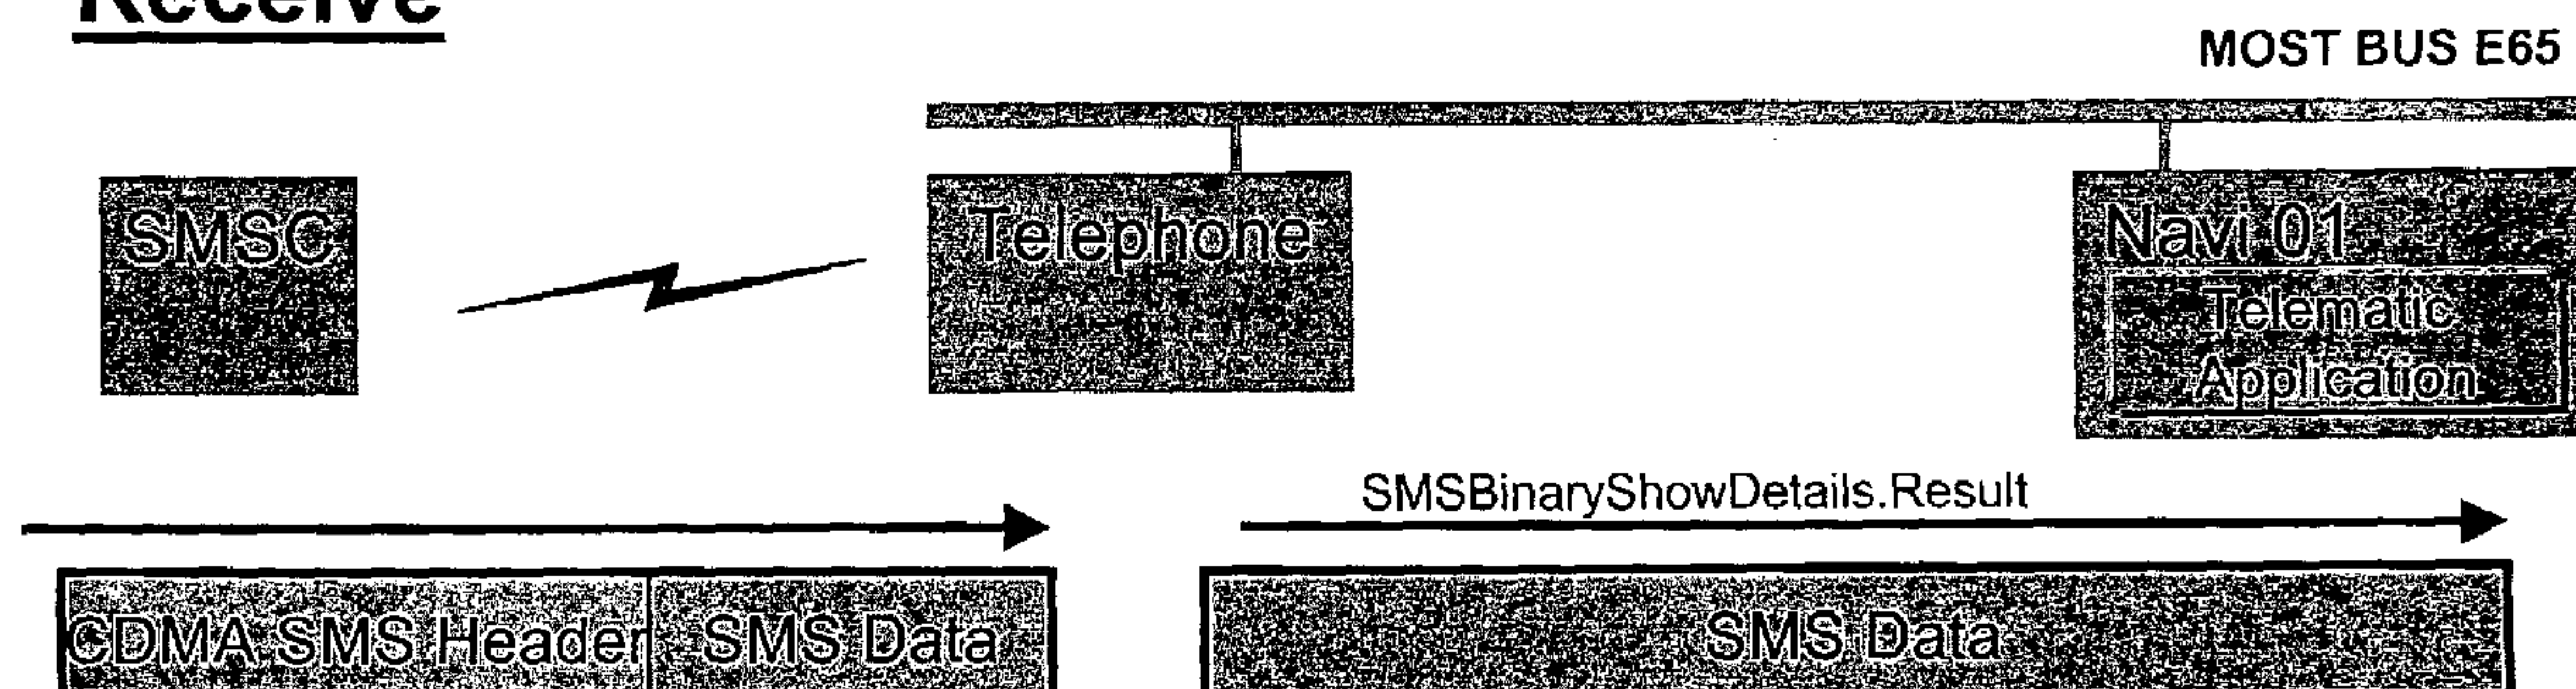 Receive
MOST BUS E65
SMSC
Telephone
Navi 01
Telematic
Application
SMSBinaryShowDetails.Result
CDMA SMS Header
SMS Data
SMS Data